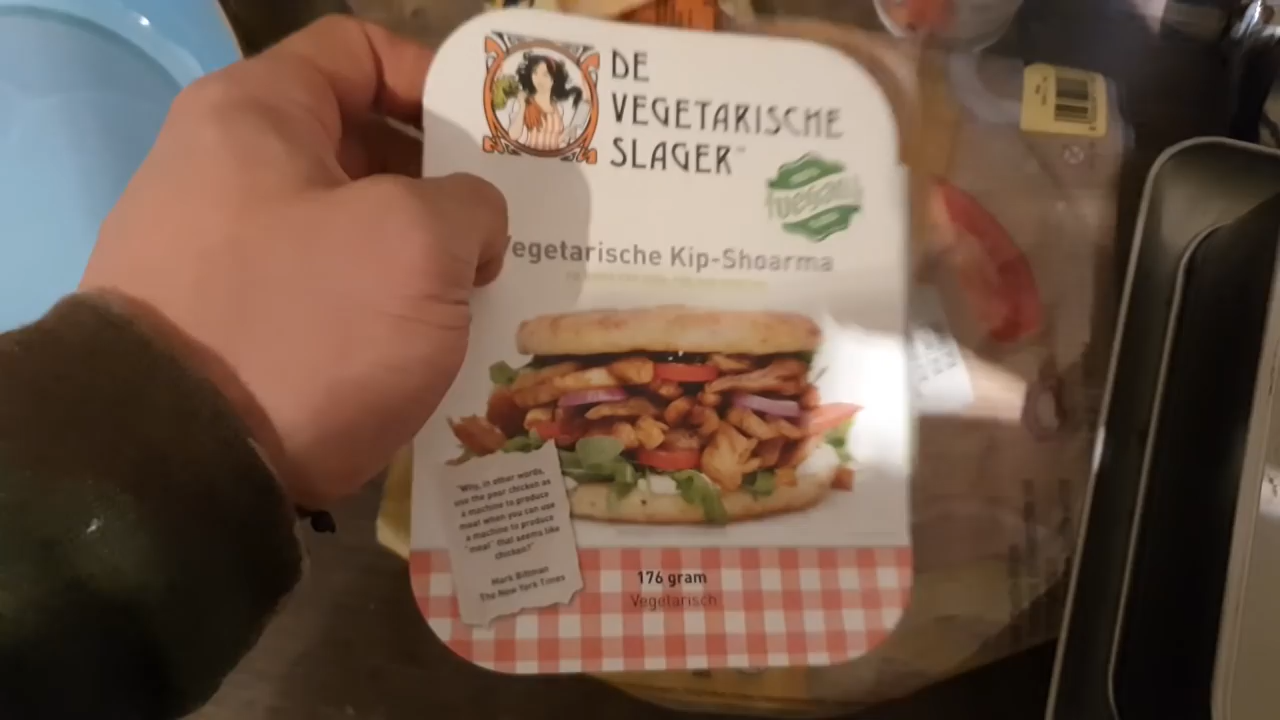 DE
VEGETARISCHE
SLAGER™
Vegetarische Kip-Shoarma
"Why, in other words,
use the poor chicken as
a machine to produce
meat when you can use
a machine to produce
"meat" that seems like
chicken?"
Mark Bittman
The New York Times
176 gram
Vegetarisch